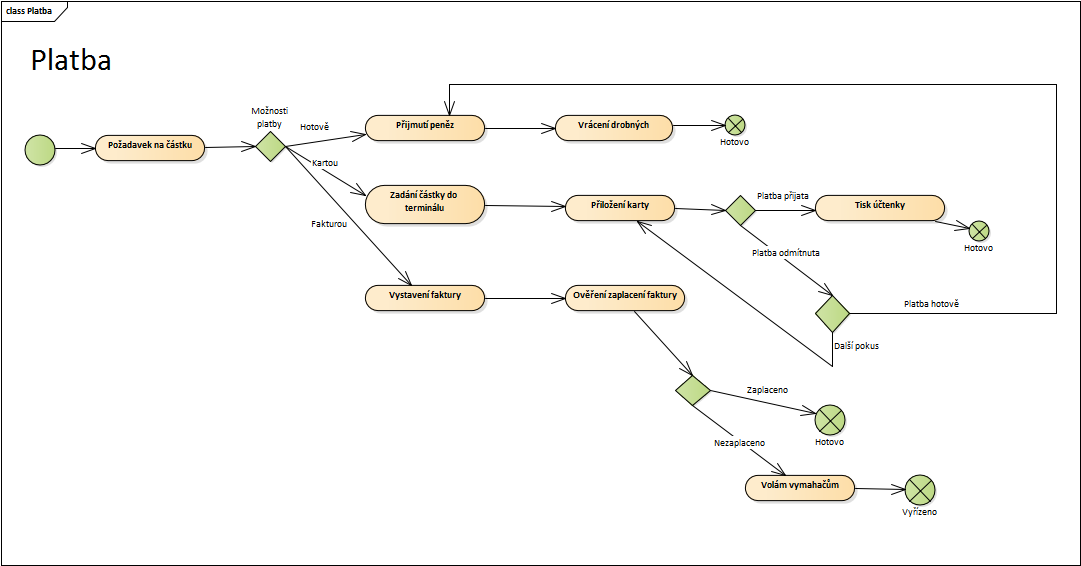 class Platba
Platba
Možnosti
platby
Hotově
Přijmutí peněz
Vrácení drobných
Hotovo
Požadavek na částku
Kartou
Zadání částky do
terminálu
Přiložení karty
Platba přijata
Tisk účtenky
Hotovo
Fakturou
Platba odmítnuta
Vystavení faktury
Ověření zaplacení faktury
Platba hotově
Další pokus
Zaplaceno
Hotovo
Nezaplaceno
Volám vymahačům
Vyřízeno